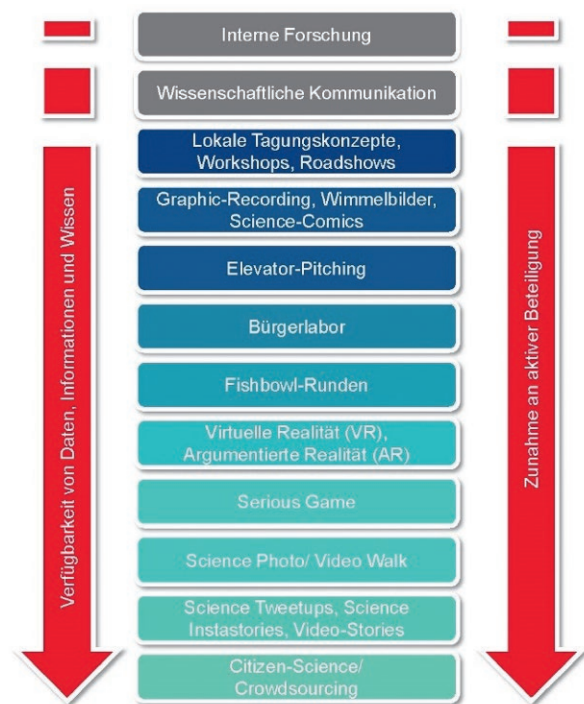 Interne Forschung
Wissenschaftliche Kommunikation
Lokale Tagungskonzepte,
Workshops, Roadshows
Graphic-Recording, Wimmelbilder,
Science-Comics
Elevator-Pitching
Bürgerlabor
Fishbowl-Runden
Virtuelle Realität (VR),
Argumentierte Realität (AR)
Serious Game
Science Photo/ Video Walk
Science Tweetups, Science
Instastories, Video-Stories
Citizen-Science/
Crowdsourcing
Verfügbarkeit von Daten, Informationen und Wissen
Zunahme an aktiver Beteiligung